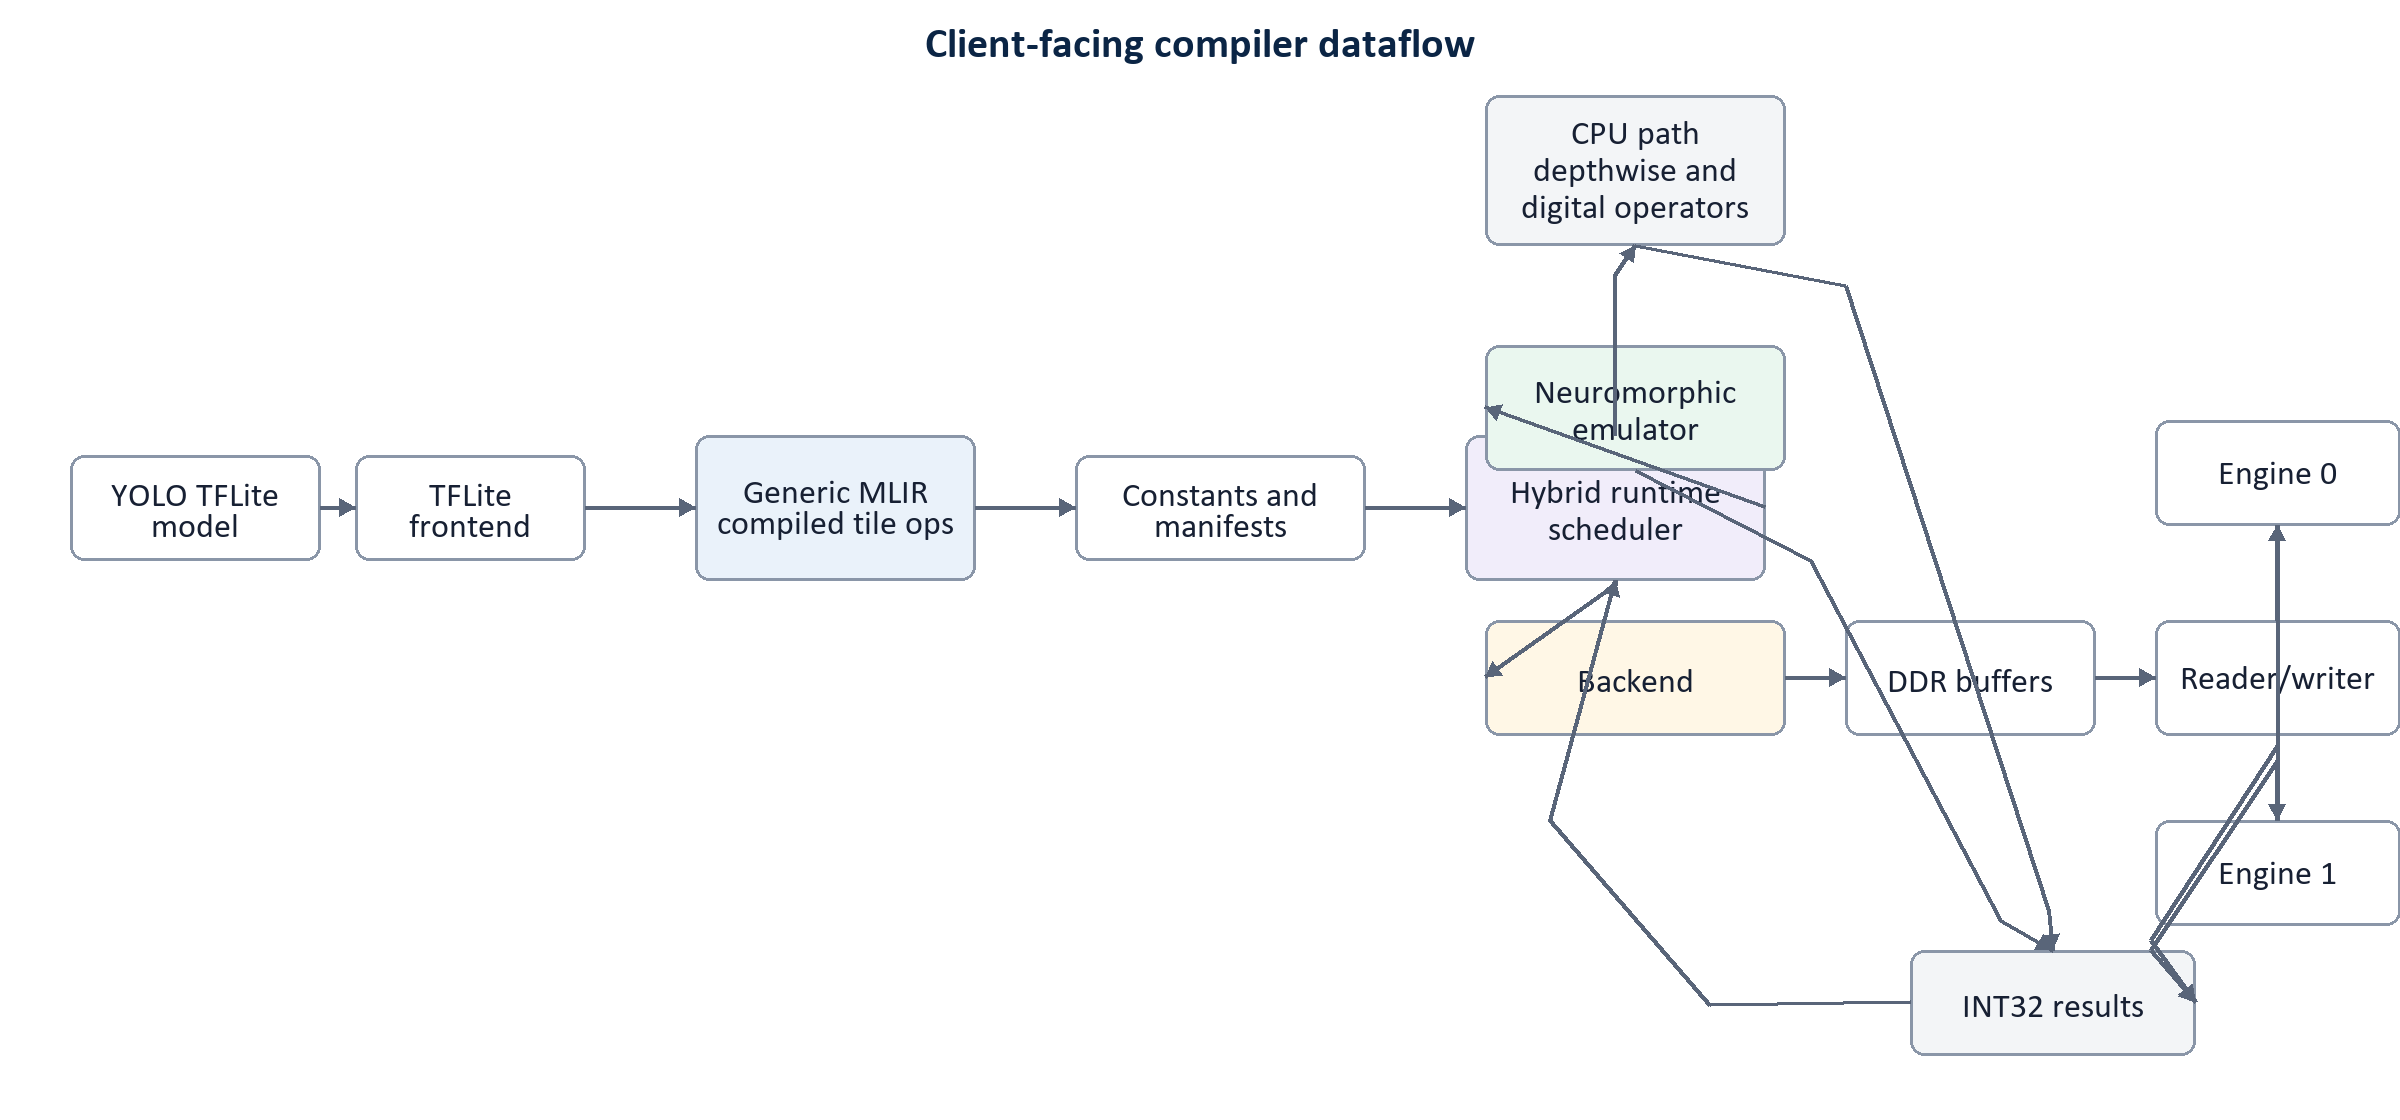 Client-facing compiler dataflow
CPU path
depthwise and
digital operators
Neuromorphic
emulator
YOLO TFLite
model
TFLite
frontend
Generic MLIR
compiled tile ops
Constants and
manifests
Hybrid runtime
scheduler
Engine 0
Backend
DDR buffers
Reader/writer
Engine 1
INT32 results